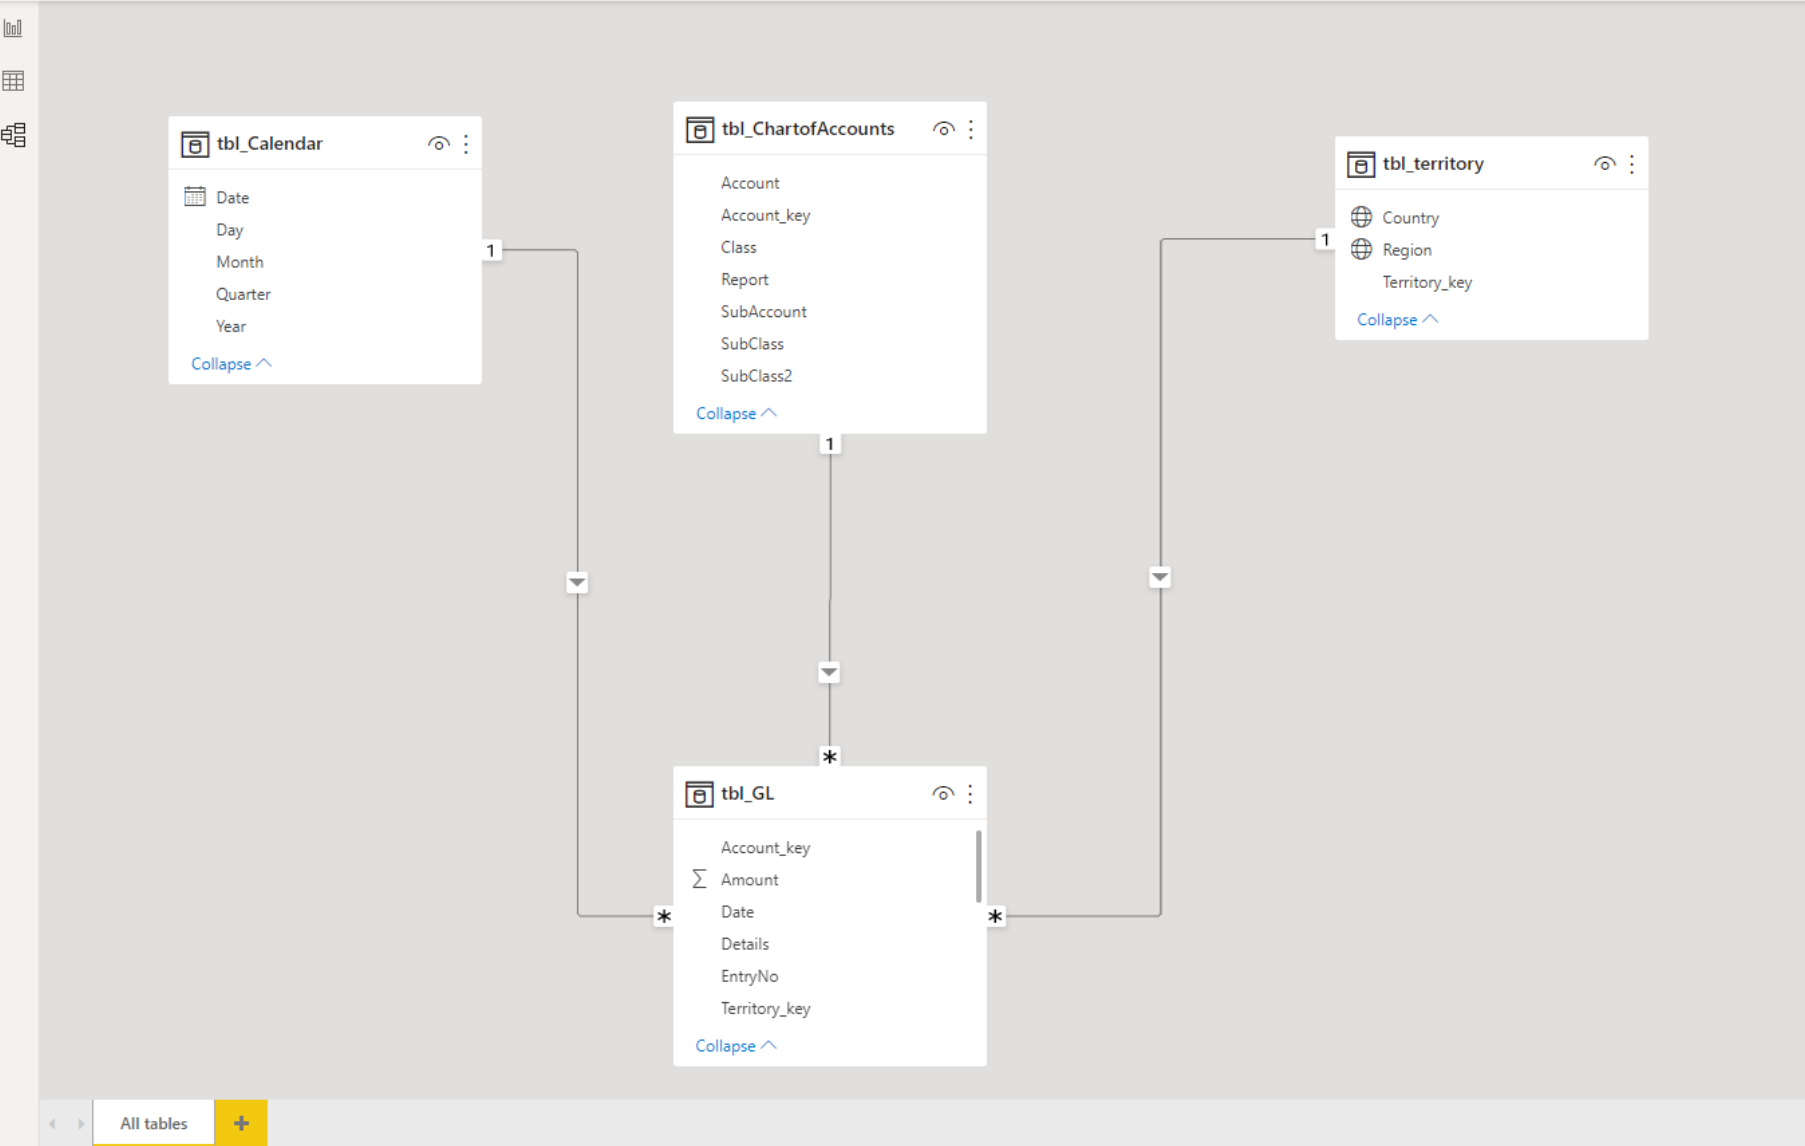 tbl_Calendar
Date
Day
Month
Quarter
Year
Collapse
1
tbl_ChartofAccounts
Account
Account_key
Class
Report
SubAccount
SubClass
SubClass2
Collapse
1
tbl_territory
1
Country
Region
Territory_key
Collapse
*
tbl_GL
Account_key
Σ Amount
Date
* *
Details
EntryNo
Territory_key
Collapse
All tables +